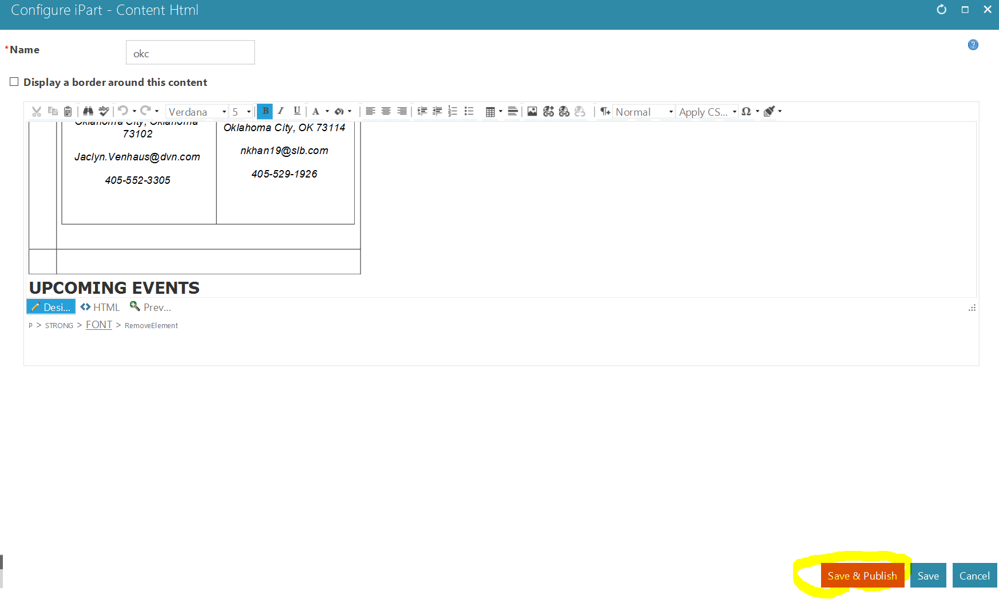 Configure iPart - Content Html
*Name
okc
Display a border around this content
abc
Verdana
5
B I U
A
Normal
Apply CS...
Ω
Oklahoma City, Oklahoma
73102
Jaclyn.Venhaus@dvn.com
405-552-3305
Oklahoma City, OK 73114
nkhan19@slb.com
405-529-1926
UPCOMING EVENTS
Desi... HTML Prev...
P > STRONG > FONT > RemoveElement
Save & Publish Save Cancel